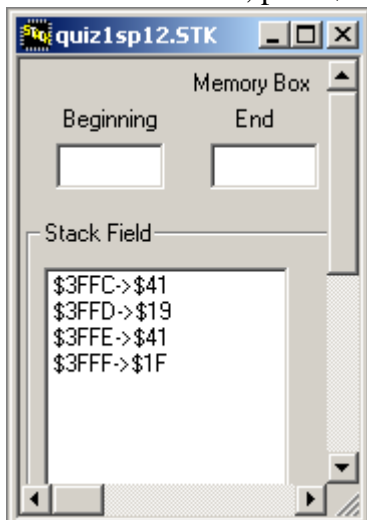 quiz1sp12.STK
Memory Box
Beginning End
Stack Field
$3FFC->$41
$3FFD->$19
$3FFE->$41
$3FFF->$1F